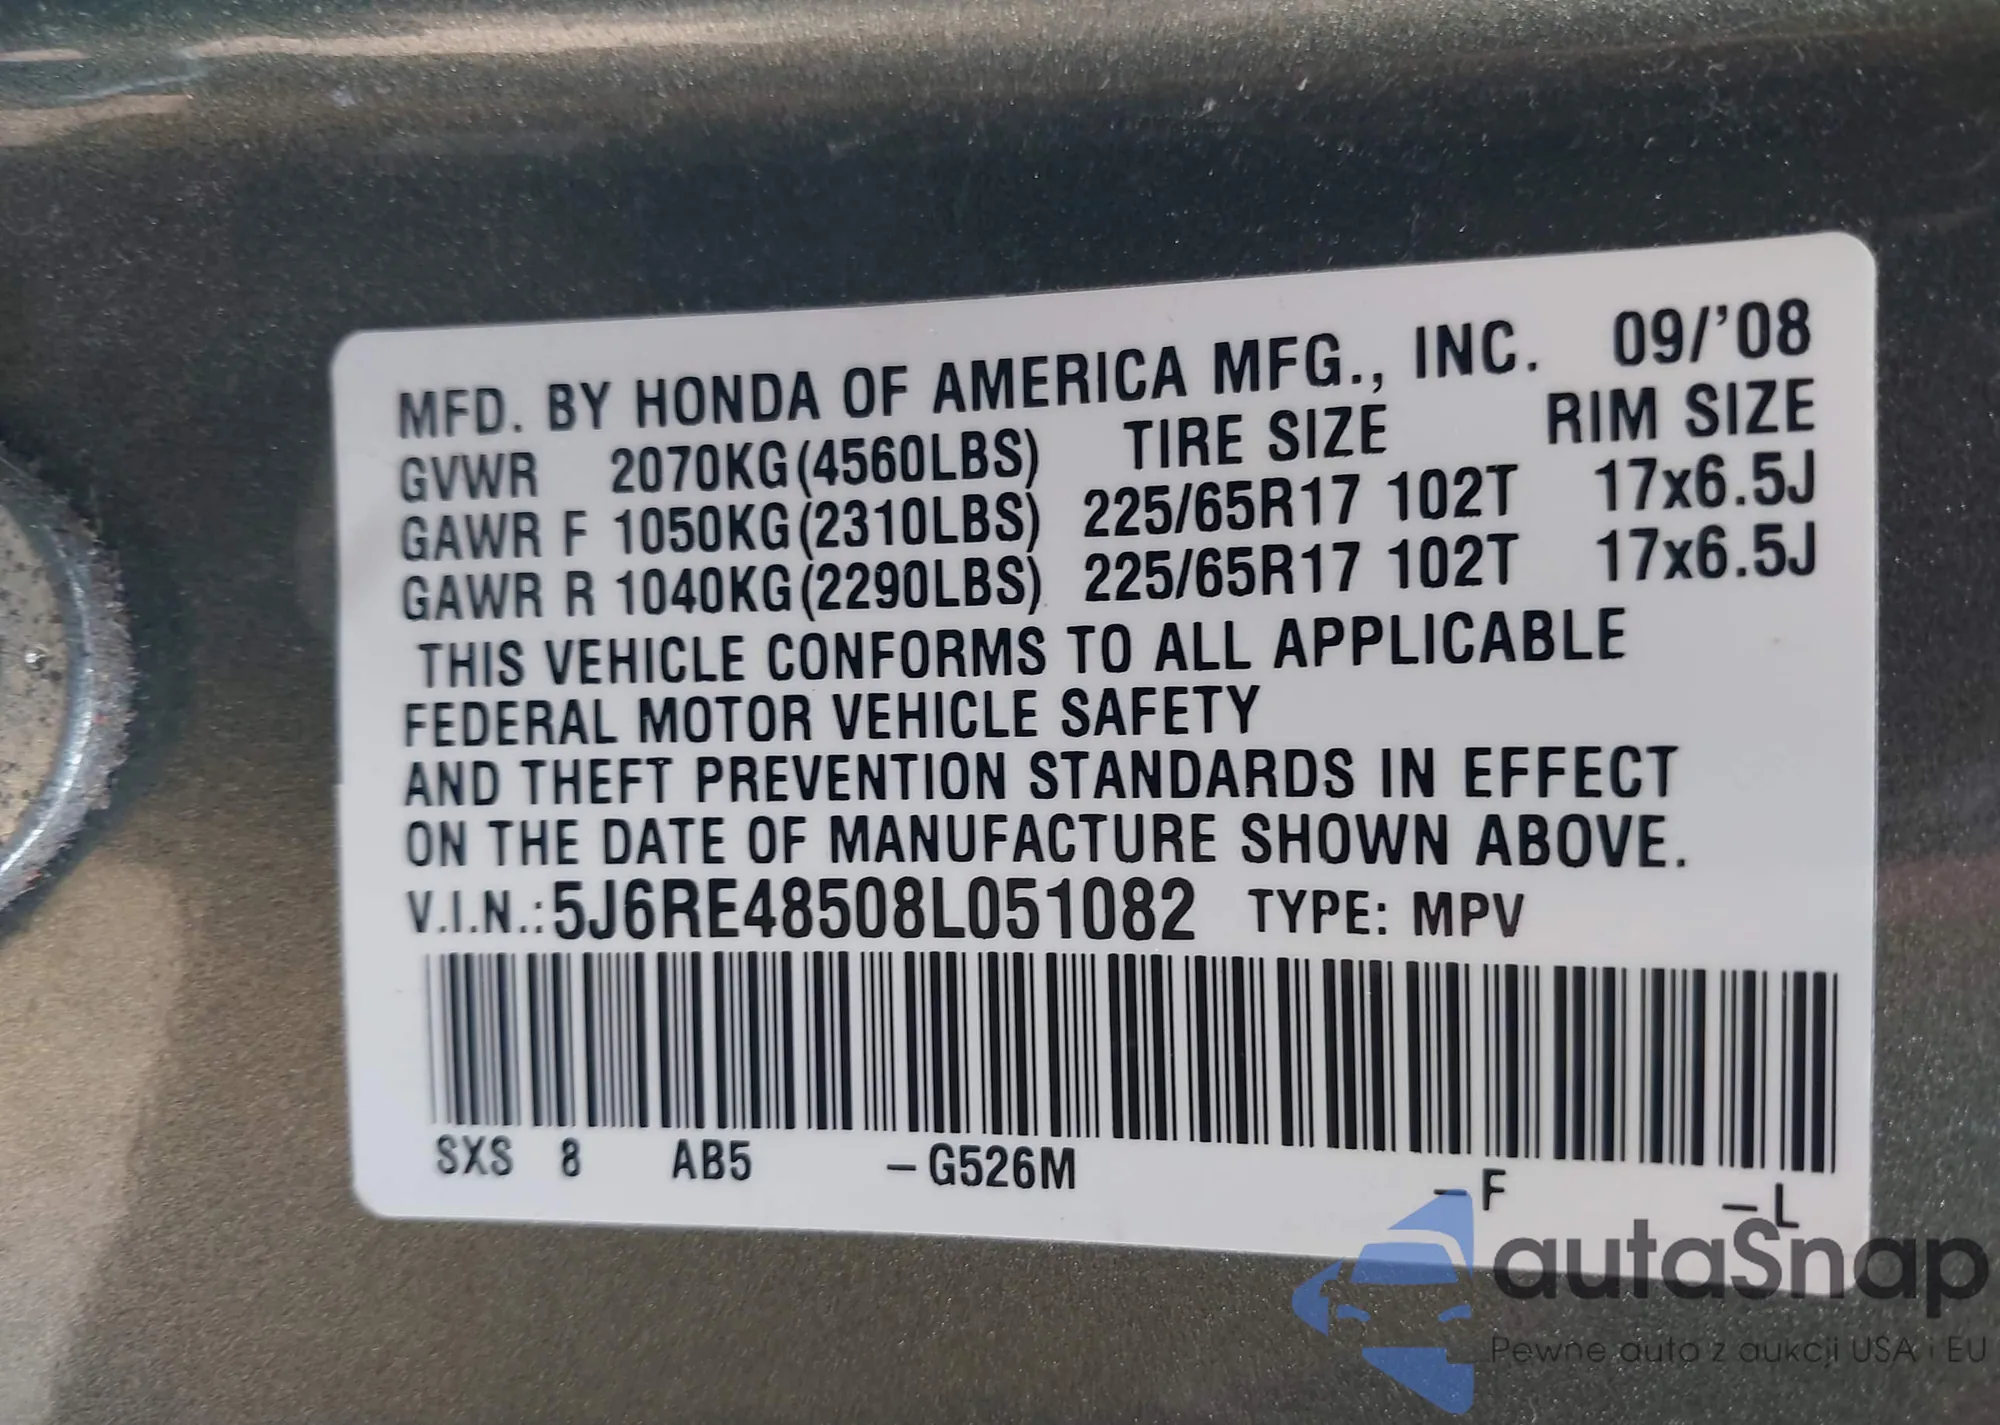 MFD. BY HONDA OF AMERICA MFG., INC. 09/'08
GVWR 2070KG(4560LBS) TIRE SIZE RIM SIZE
GAWR F 1050KG(2310LBS) 225/65R17 102T 17x6.5J
GAWR R 1040KG(2290LBS) 225/65R17 102T 17x6.5J
THIS VEHICLE CONFORMS TO ALL APPLICABLE
FEDERAL MOTOR VEHICLE SAFETY
AND THEFT PREVENTION STANDARDS IN EFFECT
ON THE DATE OF MANUFACTURE SHOWN ABOVE.
V.I.N.: 5J6RE48508L051082 TYPE: MPV
SXS 8 AB5 –G526M –F –L
autaSnap
Pewne auto z aukcji USA i EU